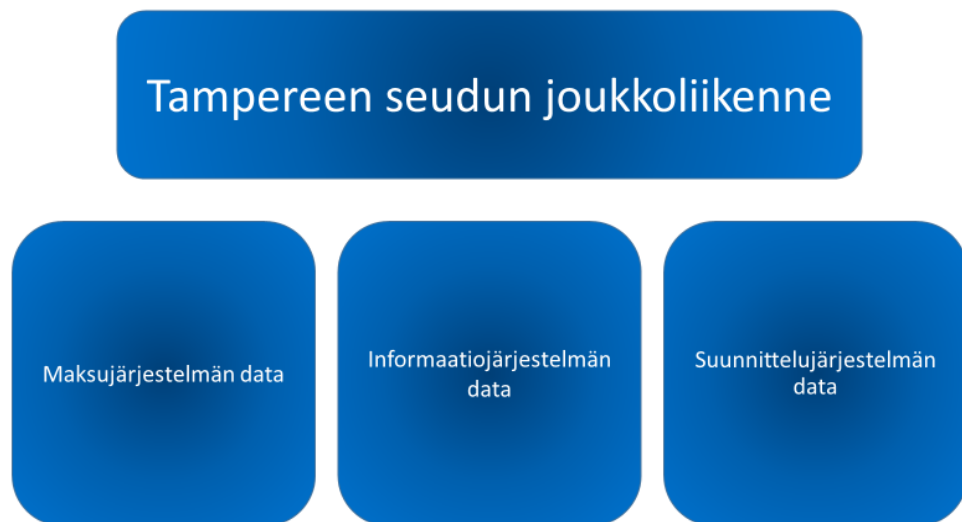 Tampereen seudun joukkoliikenne
Maksujärjestelmän data
Informaatiojärjestelmän
data
Suunnittelujärjestelmän
data